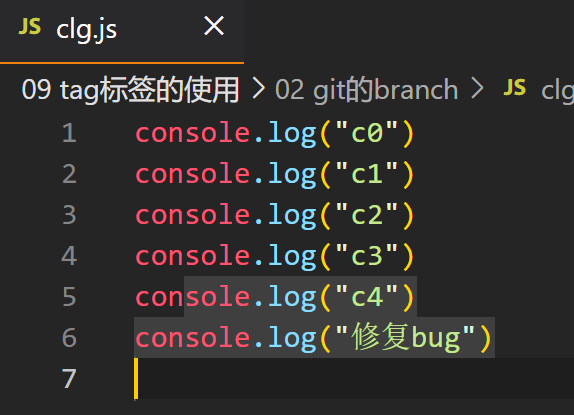 JS clg.js ×
09 tag标签的使用 > 02 git的branch > JS clg
1 console.log("c0")
2 console.log("c1")
3 console.log("c2")
4 console.log("c3")
5 console.log("c4")
6 console.log("修复bug")
7